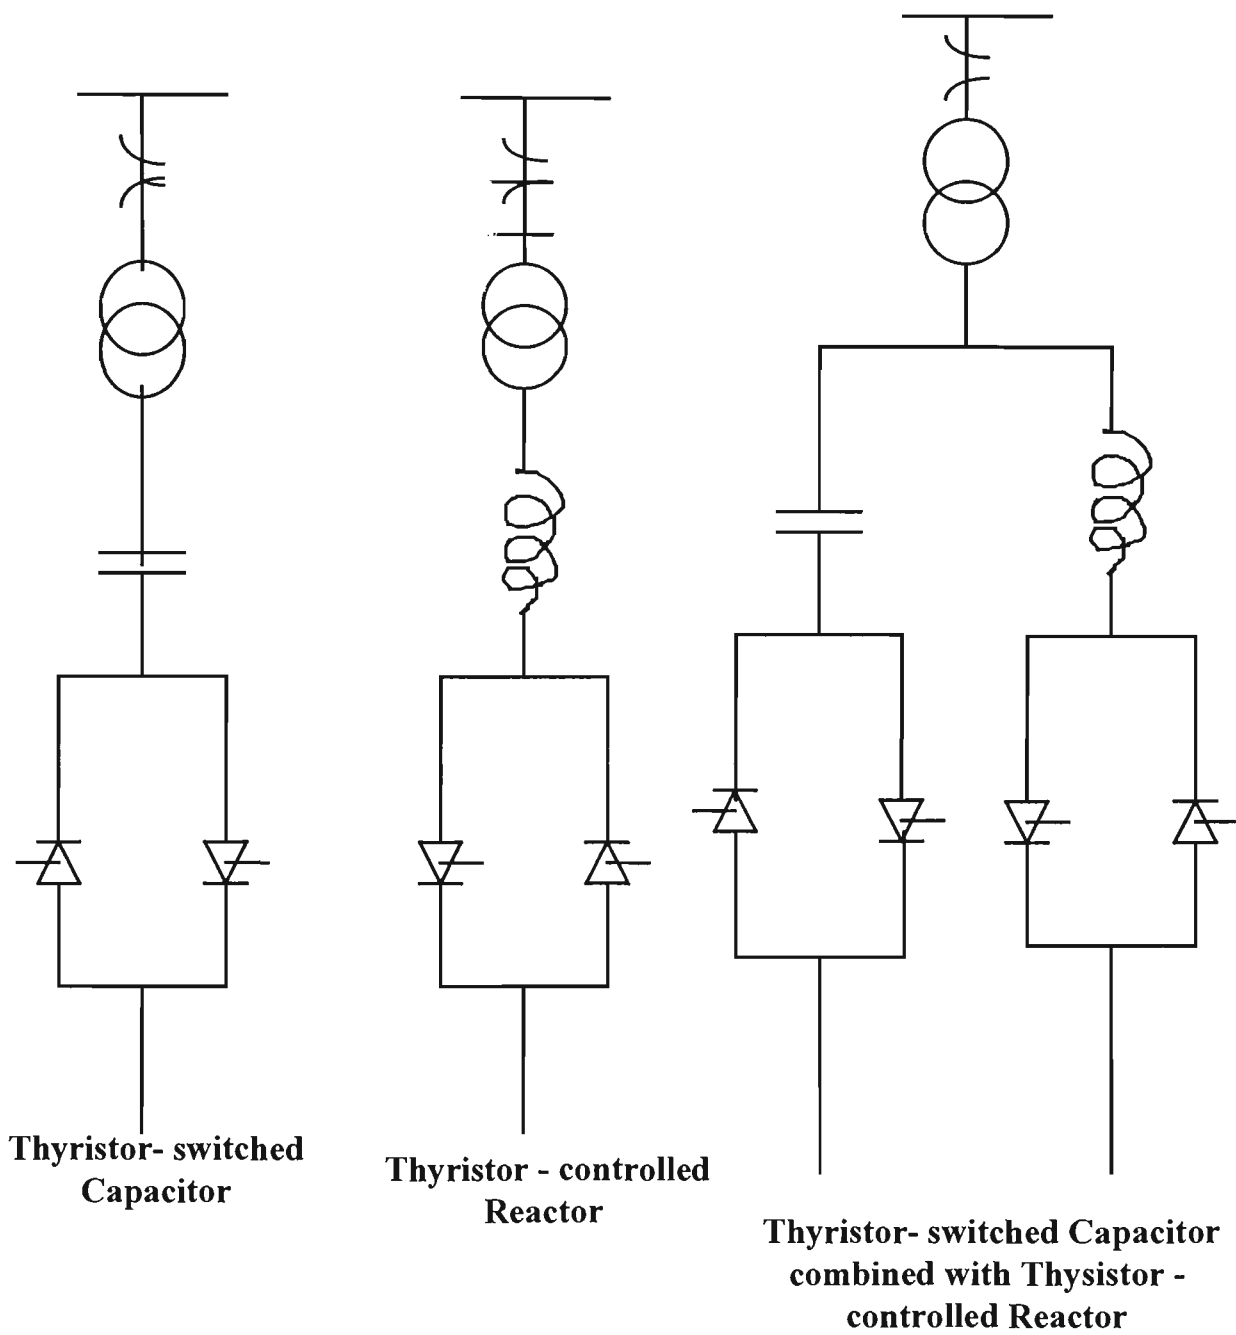 Thyristor- switched
Capacitor
Thyristor - controlled
Reactor
Thyristor- switched Capacitor
combined with Thysistor -
controlled Reactor